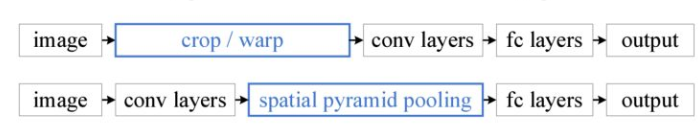 image crop / warp conv layers fc layers output
image conv layers spatial pyramid pooling fc layers output